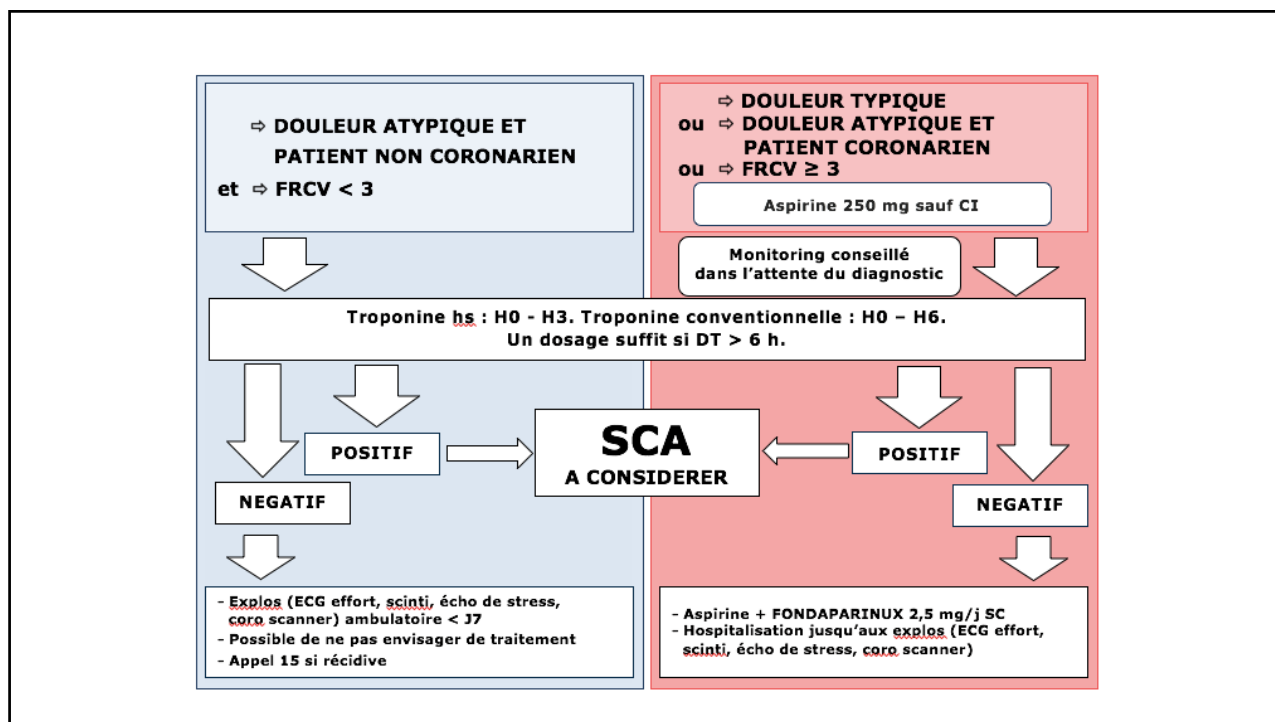 ⇨ DOULEUR ATYPIQUE ET
PATIENT NON CORONARIEN
et ⇨ FRCV < 3
⇨ DOULEUR TYPIQUE
ou ⇨ DOULEUR ATYPIQUE ET
PATIENT CORONARIEN
ou ⇨ FRCV ≥ 3
Aspirine 250 mg sauf CI
Monitoring conseillé
dans l’attente du diagnostic
Troponine hs : H0 - H3. Troponine conventionnelle : H0 – H6.
Un dosage suffit si DT > 6 h.
POSITIF
NEGATIF
SCA
A CONSIDERER
POSITIF
NEGATIF
- Explos (ECG effort, scinti, écho de stress,
coro scanner) ambulatoire < J7
- Possible de ne pas envisager de traitement
- Appel 15 si récidive
- Aspirine + FONDAPARINUX 2,5 mg/j SC
- Hospitalisation jusqu’aux explos (ECG effort,
scinti, écho de stress, coro scanner)